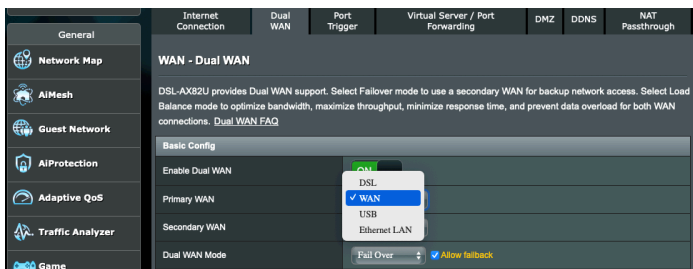 Internet Connection
Dual WAN
Port Trigger
Virtual Server / Port Forwarding
DMZ
DDNS
NAT Passthrough
General
Network Map
AiMesh
Guest Network
AiProtection
Adaptive QoS
Traffic Analyzer
Game
WAN - Dual WAN
DSL-AX82U provides Dual WAN support. Select Failover mode to use a secondary WAN for backup network access. Select Load
Balance mode to optimize bandwidth, maximize throughput, minimize response time, and prevent data overload for both WAN
connections. Dual WAN FAQ
Basic Config
Enable Dual WAN
ON
Primary WAN
DSL
✓ WAN
USB
Ethernet LAN
Secondary WAN
Dual WAN Mode
Fail Over
Allow failback